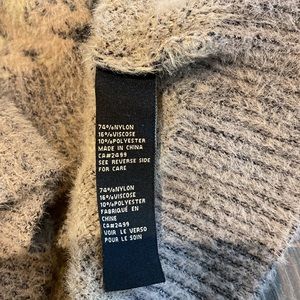 74%NYLON
16%VISCOSE
10%POLYESTER
MADE IN CHINA
CA#2499
SEE REVERSE SIDE
FOR CARE
74%NYLON
16%VISCOSE
10%POLYESTER
FABRIQUÉ EN
CHINE
CA#2499
VOIR LE VERSO
POUR LE SOIN